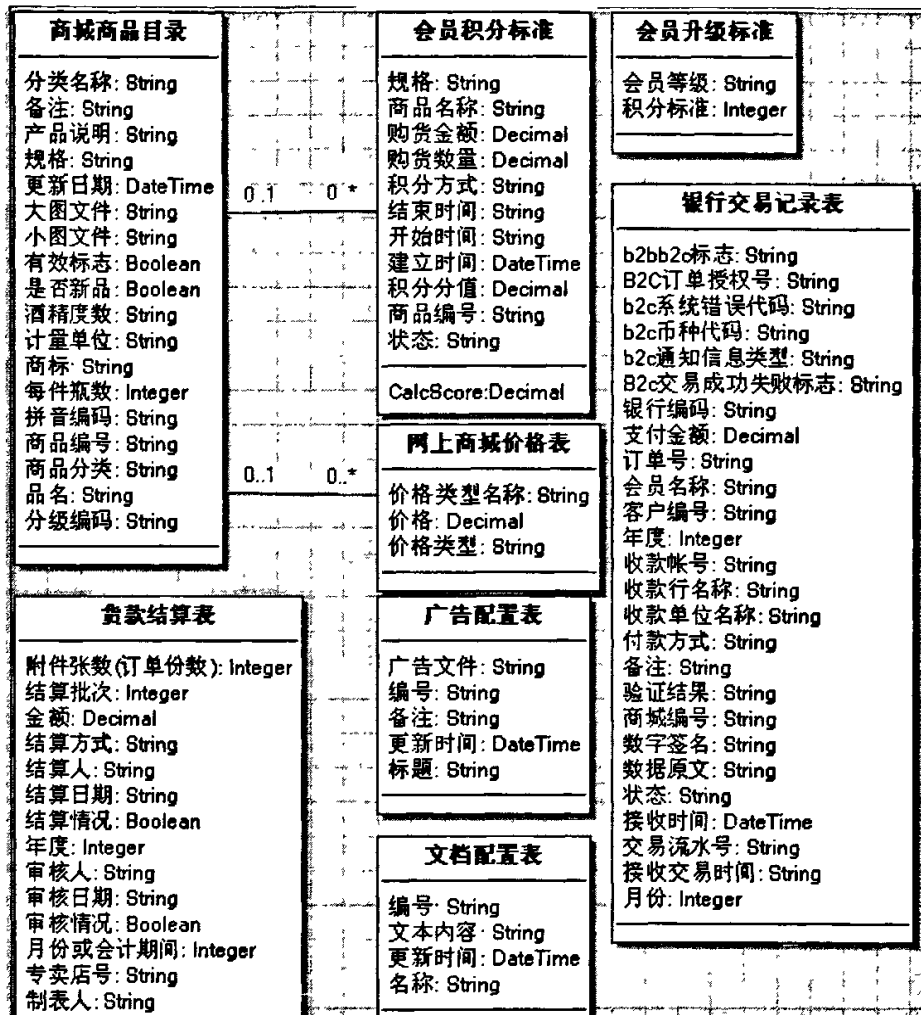 商城商品目录
分类名称: String
备注: String
产品说明: String
规格: String
更新日期: DateTime
大图文件: String
小图文件: String
有效标志: Boolean
是否新品: Boolean
酒精度数: String
计量单位: String
商标: String
每件瓶数: Integer
拼音编码: String
商品编号: String
商品分类: String
品名: String
分级编码: String
0..1 0..*
0..1 0..*
会员积分标准
规格: String
商品名称: String
购货金额: Decimal
购货数量: Decimal
积分方式: String
结束时间: String
开始时间: String
建立时间: DateTime
积分分值: Decimal
商品编号: String
状态: String
CalcScore:Decimal
会员升级标准
会员等级: String
积分标准: Integer
网上商城价格表
价格类型名称: String
价格: Decimal
价格类型: String
银行交易记录表
b2bb2c标志: String
B2C订单授权号: String
b2c系统错误代码: String
b2c币种代码: String
b2c通知信息类型: String
B2c交易成功失败标志: String
银行编码: String
支付金额: Decimal
订单号: String
会员名称: String
客户编号: String
年度: Integer
收款帐号: String
收款行名称: String
收款单位名称: String
付款方式: String
备注: String
验证结果: String
商城编号: String
数字签名: String
数据原文: String
状态: String
接收时间: DateTime
交易流水号: String
接收交易时间: String
月份: Integer
货款结算表
附件张数(订单份数): Integer
结算批次: Integer
金额: Decimal
结算方式: String
结算人: String
结算日期: String
结算情况: Boolean
年度: Integer
审核人: String
审核日期: String
审核情况: Boolean
月份或会计期间: Integer
专卖店号: String
制表人: String
广告配置表
广告文件: String
编号: String
备注: String
更新时间: DateTime
标题: String
文档配置表
编号: String
文本内容: String
更新时间: DateTime
名称: String